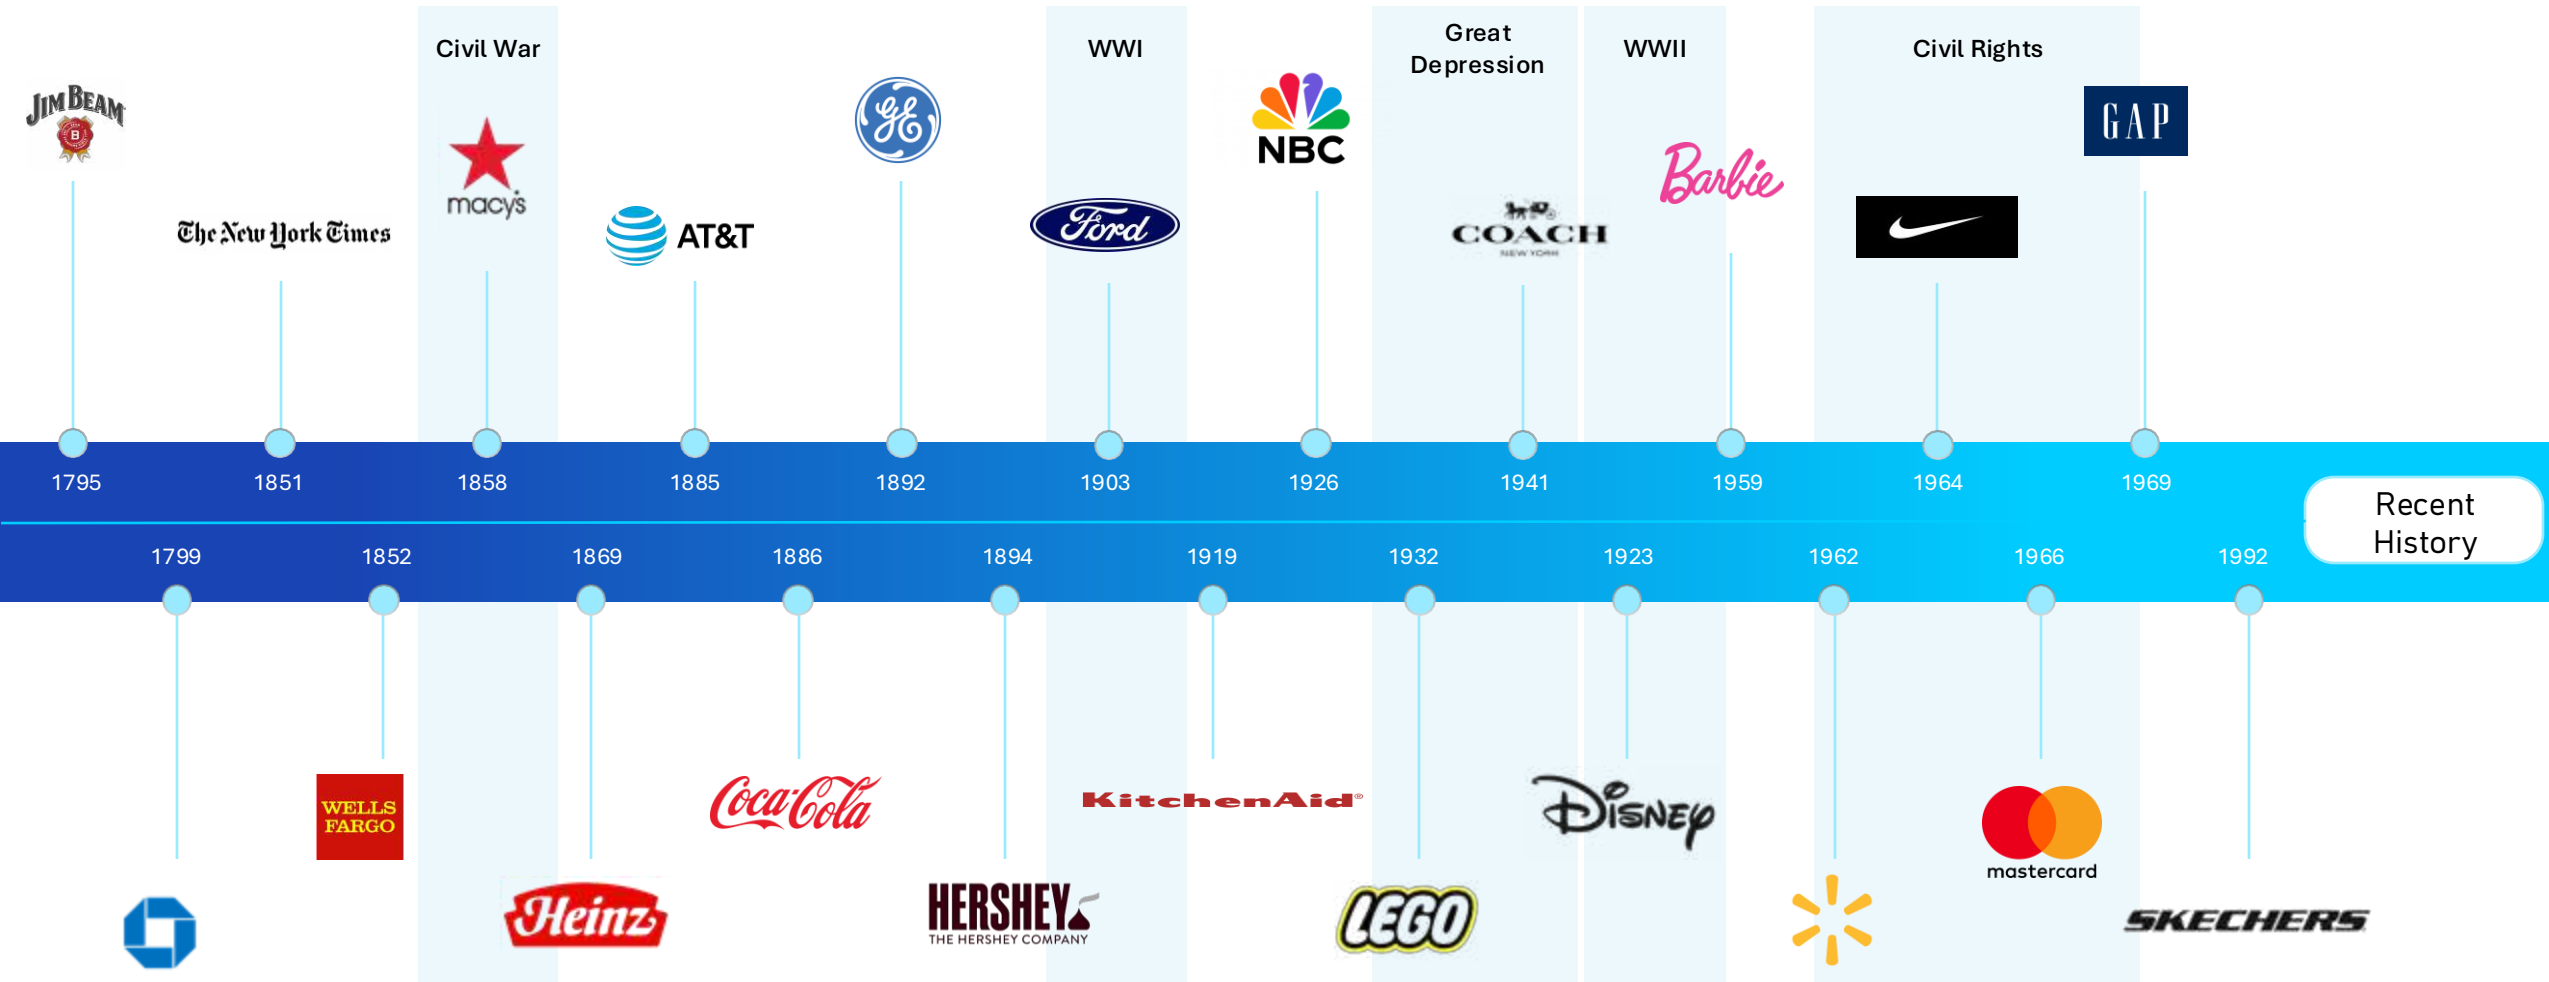 Civil War
WWI
Great
Depression
WWII
Civil Rights
JIM BEAM
B
The New York Times
macy's
AT&T
GE
Ford
NBC
COACH
NEW YORK
Barbie
GAP
1795
1851
1858
1885
1892
1903
1926
1941
1959
1964
1969
Recent
History
1799
1852
1869
1886
1894
1919
1932
1923
1962
1966
1992
WELLS
FARGO
Heinz
Coca-Cola
HERSHEY
THE HERSHEY COMPANY
KitchenAid®
LEGO
DISNEY
mastercard
SKECHERS